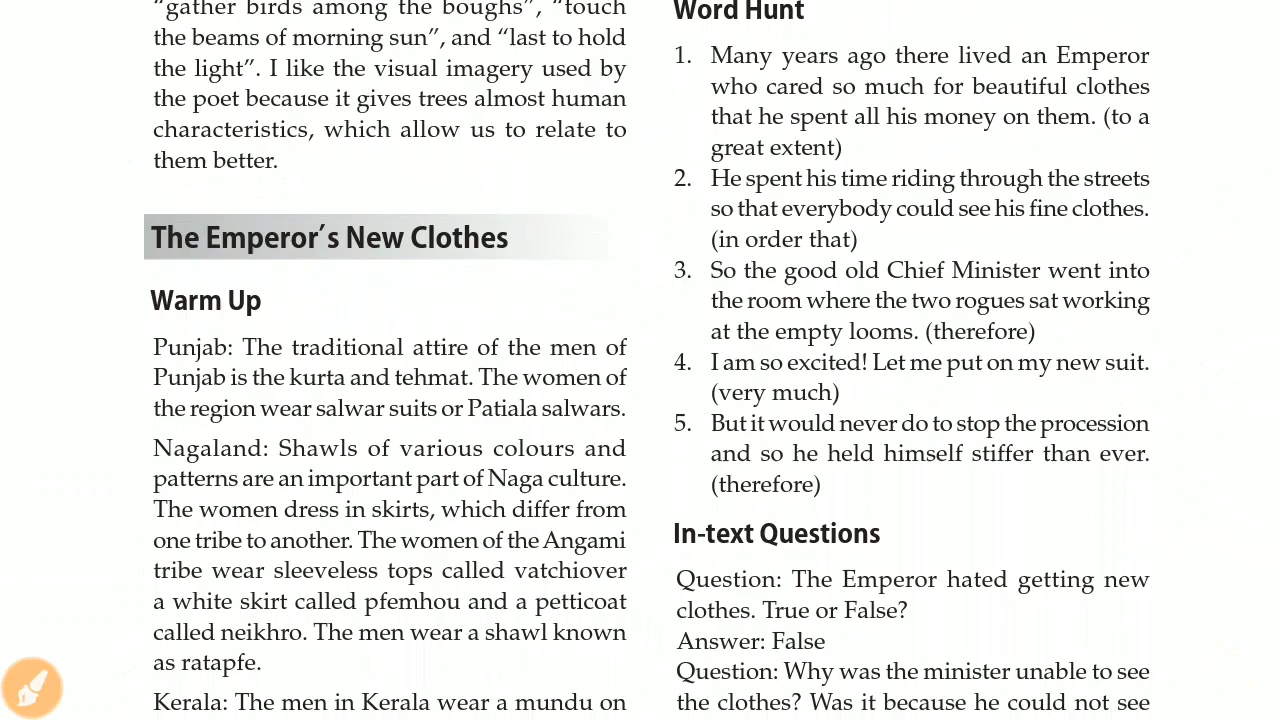 “gather birds among the boughs”, “touch
the beams of morning sun”, and “last to hold
the light”. I like the visual imagery used by
the poet because it gives trees almost human
characteristics, which allow us to relate to
them better.
The Emperor′s New Clothes
Warm Up
Punjab: The traditional attire of the men of
Punjab is the kurta and tehmat. The women of
the region wear salwar suits or Patiala salwars.
Nagaland: Shawls of various colours and
patterns are an important part of Naga culture.
The women dress in skirts, which differ from
one tribe to another. The women of the Angami
tribe wear sleeveless tops called vatchiover
a white skirt called pfemhou and a petticoat
called neikhro. The men wear a shawl known
as ratapfe.
Kerala: The men in Kerala wear a mundu on
Word Hunt
1. Many years ago there lived an Emperor
who cared so much for beautiful clothes
that he spent all his money on them. (to a
great extent)
2. He spent his time riding through the streets
so that everybody could see his fine clothes.
(in order that)
3. So the good old Chief Minister went into
the room where the two rogues sat working
at the empty looms. (therefore)
4. I am so excited! Let me put on my new suit.
(very much)
5. But it would never do to stop the procession
and so he held himself stiffer than ever.
(therefore)
In-text Questions
Question: The Emperor hated getting new
clothes. True or False?
Answer: False
Question: Why was the minister unable to see
the clothes? Was it because he could not see